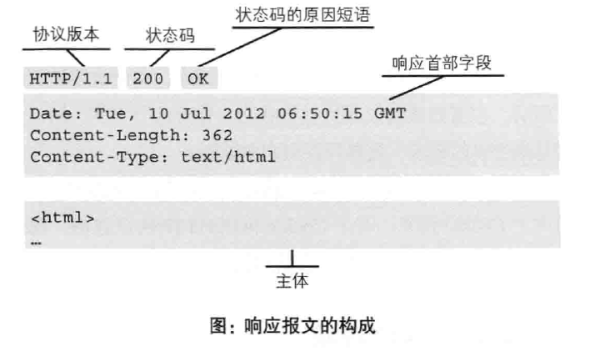 状态码的原因短语
协议版本
状态码
响应首部字段
HTTP/1.1 200 OK
Date: Tue, 10 Jul 2012 06:50:15 GMT
Content-Length: 362
Content-Type: text/html
<html>
…
主体
图：响应报文的构成